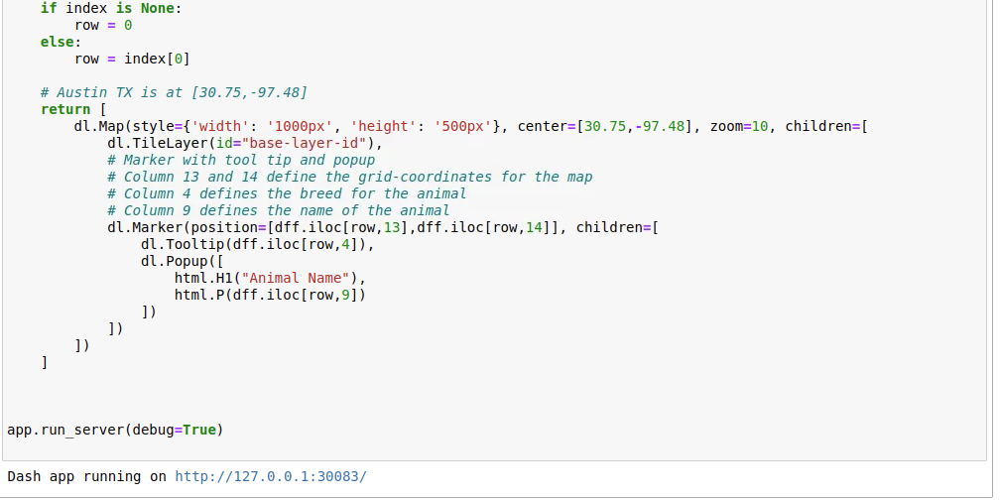 if index is None:
        row = 0
    else:
        row = index[0]

    # Austin TX is at [30.75,-97.48]
    return [
        dl.Map(style={'width': '1000px', 'height': '500px'}, center=[30.75,-97.48], zoom=10, children=[
            dl.TileLayer(id="base-layer-id"),
            # Marker with tool tip and popup
            # Column 13 and 14 define the grid-coordinates for the map
            # Column 4 defines the breed for the animal
            # Column 9 defines the name of the animal
            dl.Marker(position=[dff.iloc[row,13],dff.iloc[row,14]], children=[
                dl.Tooltip(dff.iloc[row,4]),
                dl.Popup([
                    html.H1("Animal Name"),
                    html.P(dff.iloc[row,9])
                ])
            ])
        ])
    ]

app.run_server(debug=True)

Dash app running on http://127.0.0.1:30083/